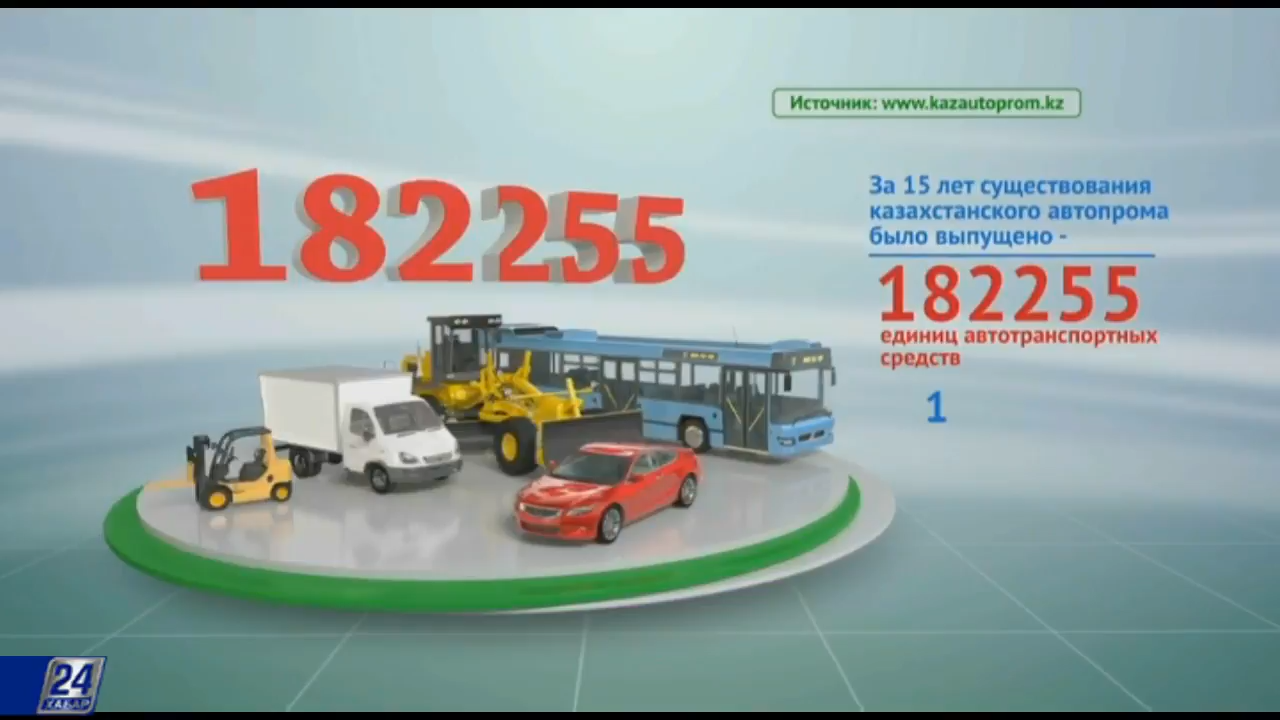 Источник: www.kazautoprom.kz
182255
За 15 лет существования
казахстанского автопрома
было выпущено -
182255
единиц автотранспортных
средств
1
24
ХАБАР